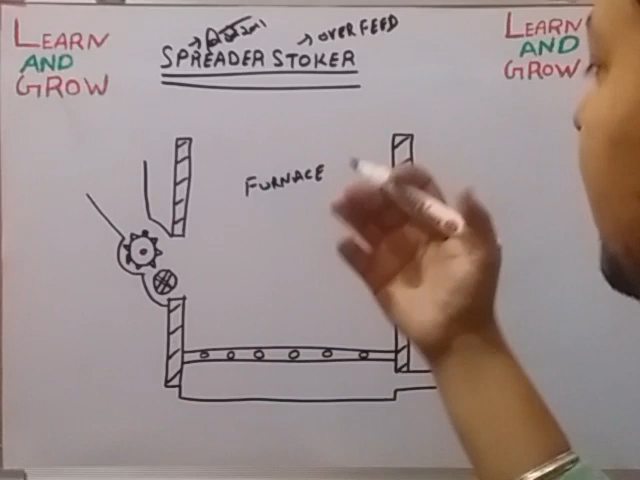 LEARN
AND
GROW
→ OVER FEED
SPREADER STOKER
LEARN
AND
GROW
FURNACE